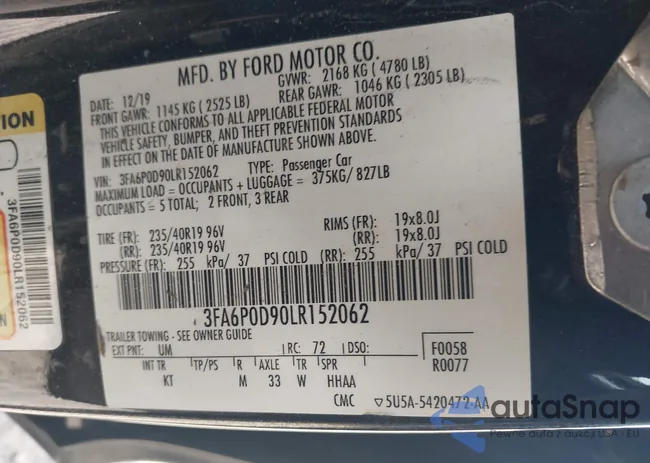 MFD. BY FORD MOTOR CO.
DATE: 12/19
GVWR: 2168 KG ( 4780 LB)
FRONT GAWR: 1145 KG ( 2525 LB)
REAR GAWR: 1046 KG ( 2305 LB)
THIS VEHICLE CONFORMS TO ALL APPLICABLE FEDERAL MOTOR
VEHICLE SAFETY, BUMPER, AND THEFT PREVENTION STANDARDS
IN EFFECT ON THE DATE OF MANUFACTURE SHOWN ABOVE.
VIN: 3FA6P0D90LR152062 TYPE: Passenger Car
MAXIMUM LOAD = OCCUPANTS + LUGGAGE = 375KG/ 827LB
OCCUPANTS = 5 TOTAL; 2 FRONT, 3 REAR
TIRE (FR): 235/40R19 96V RIMS (FR): 19x8.0J
(RR): 235/40R19 96V (RR): 19x8.0J
PRESSURE (FR): 255 kPa/ 37 PSI COLD (RR): 255 kPa/ 37 PSI COLD
3FA6P0D90LR152062
TRAILER TOWING - SEE OWNER GUIDE
EXT PNT: UM RC: 72 DSO: F0058
R0077
INT TR TP/PS R AXLE TR SPR
KT M 33 W HHAA
CMC ▽5U5A-5420472-AA
TION
3FA6P0D90LR152062
N
autoSnap
Pewne auta z aukcji USA i EU